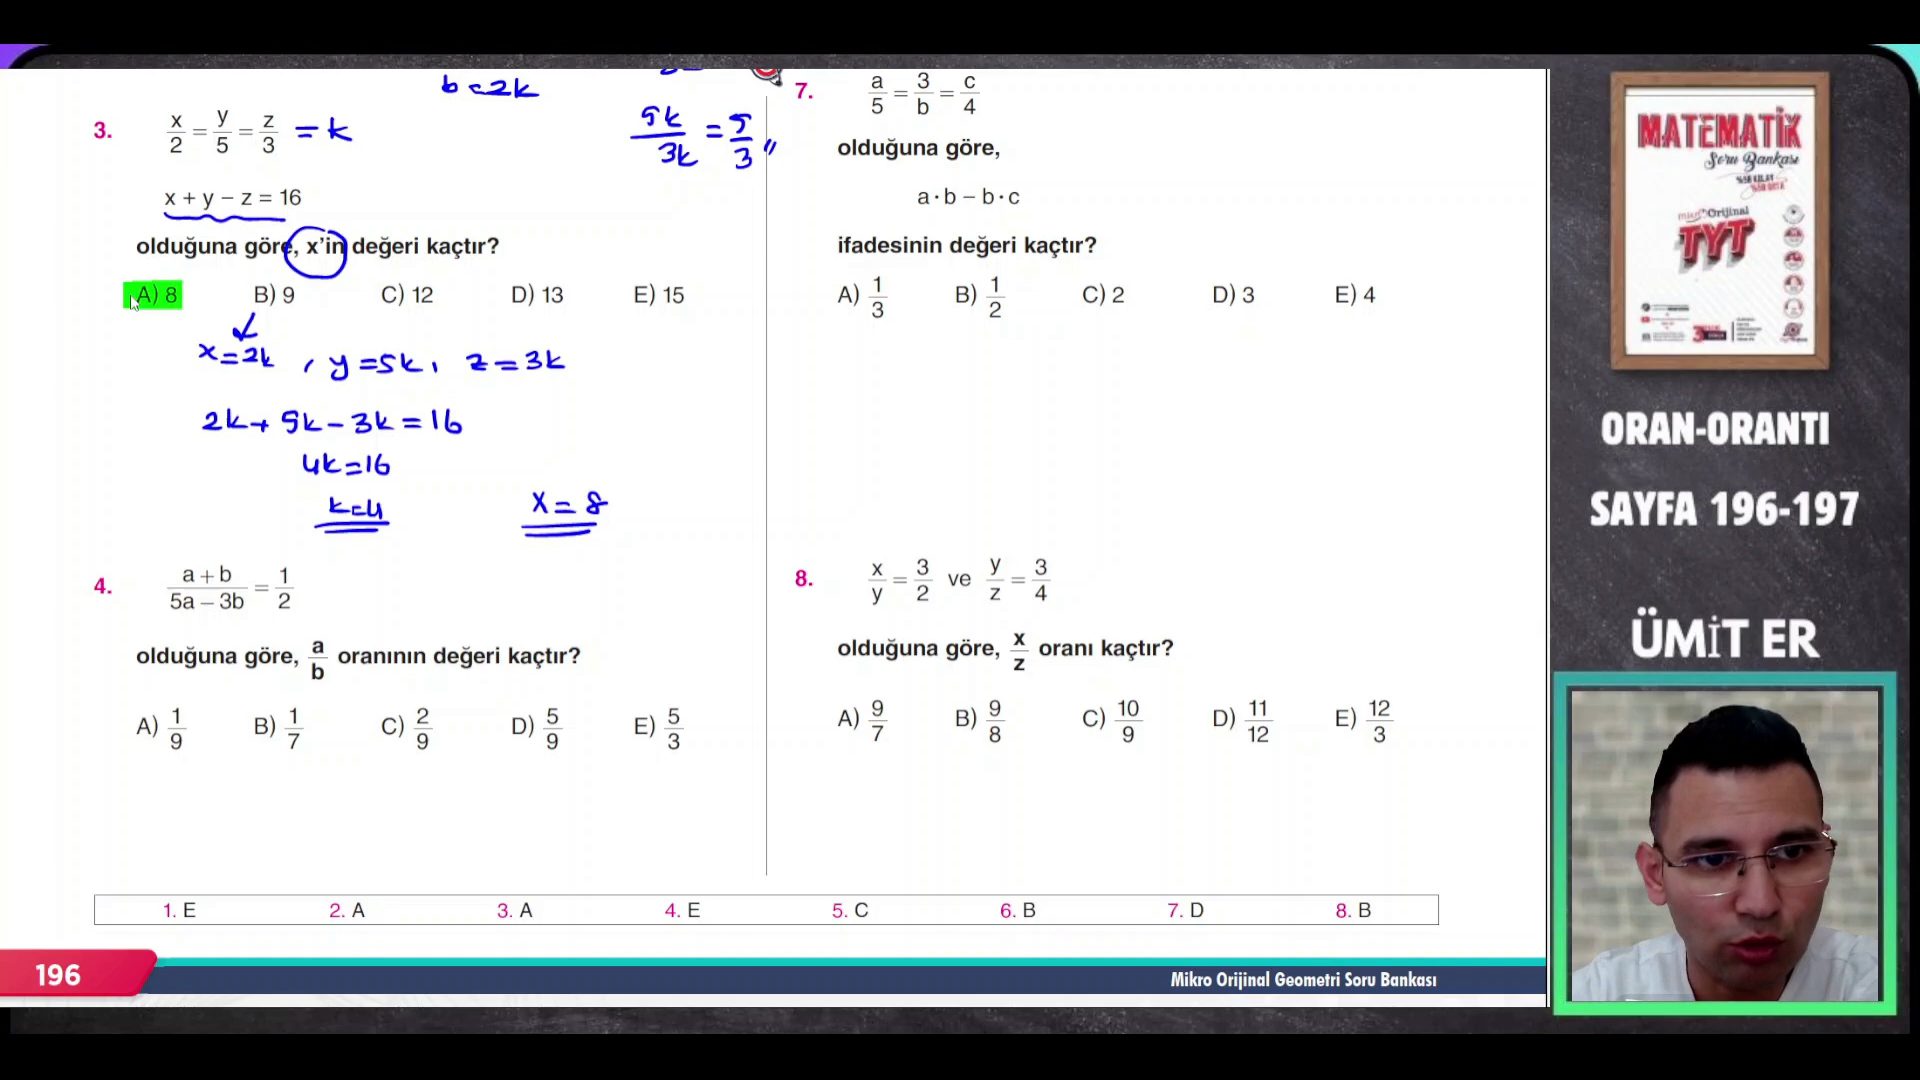 b=2k
3. x/2 = y/5 = z/3 = k
5k/3k = 5/3 "
x + y – z = 16
olduğuna göre, x'in değeri kaçtır?
A) 8 B) 9 C) 12 D) 13 E) 15
x=2k , y=5k, z=3k
2k+5k-3k=16
4k=16
k=4 x=8
4. a+b/5a – 3b = 1/2
olduğuna göre, a/b oranının değeri kaçtır?
A) 1/9 B) 1/7 C) 2/9 D) 5/9 E) 5/3
7. a/5 = 3/b = c/4
olduğuna göre,
a·b – b·c
ifadesinin değeri kaçtır?
A) 1/3 B) 1/2 C) 2 D) 3 E) 4
8. x/y = 3/2 ve y/z = 3/4
olduğuna göre, x/z oranı kaçtır?
A) 9/7 B) 9/8 C) 10/9 D) 11/12 E) 12/3
1. E 2. A 3. A 4. E 5. C 6. B 7. D 8. B
196
Mikro Orijinal Geometri Soru Bankası
MATEMATİK
Soru Bankası
mikro Orijinal
TYT
ORAN-ORANTI
SAYFA 196-197
ÜMİT ER